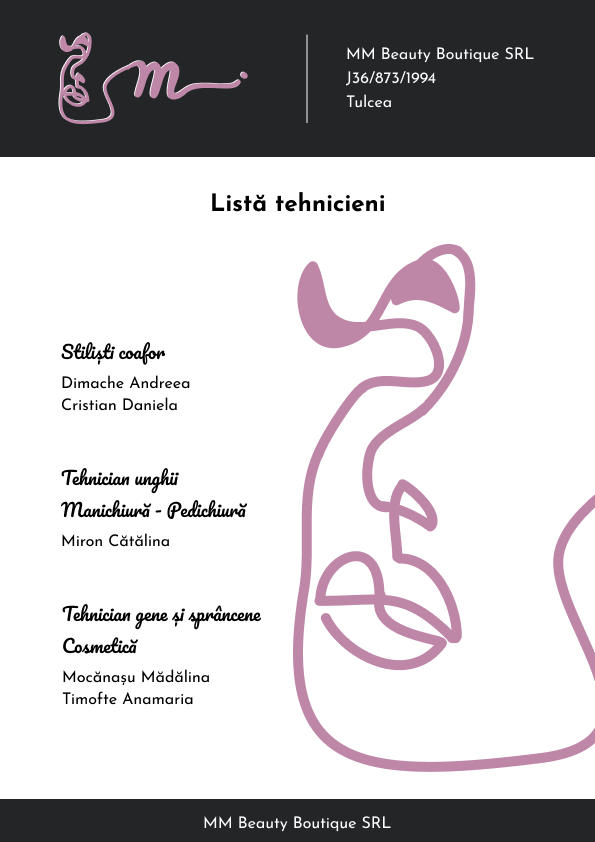 m
MM Beauty Boutique SRL
J36/873/1994
Tulcea
Listă tehnicieni
Stiliști coafor
Dimache Andreea
Cristian Daniela
Tehnician unghii
Manichiură - Pedichiură
Miron Cătălina
Tehnician gene și sprâncene
Cosmetică
Mocănașu Mădălina
Timofte Anamaria
MM Beauty Boutique SRL